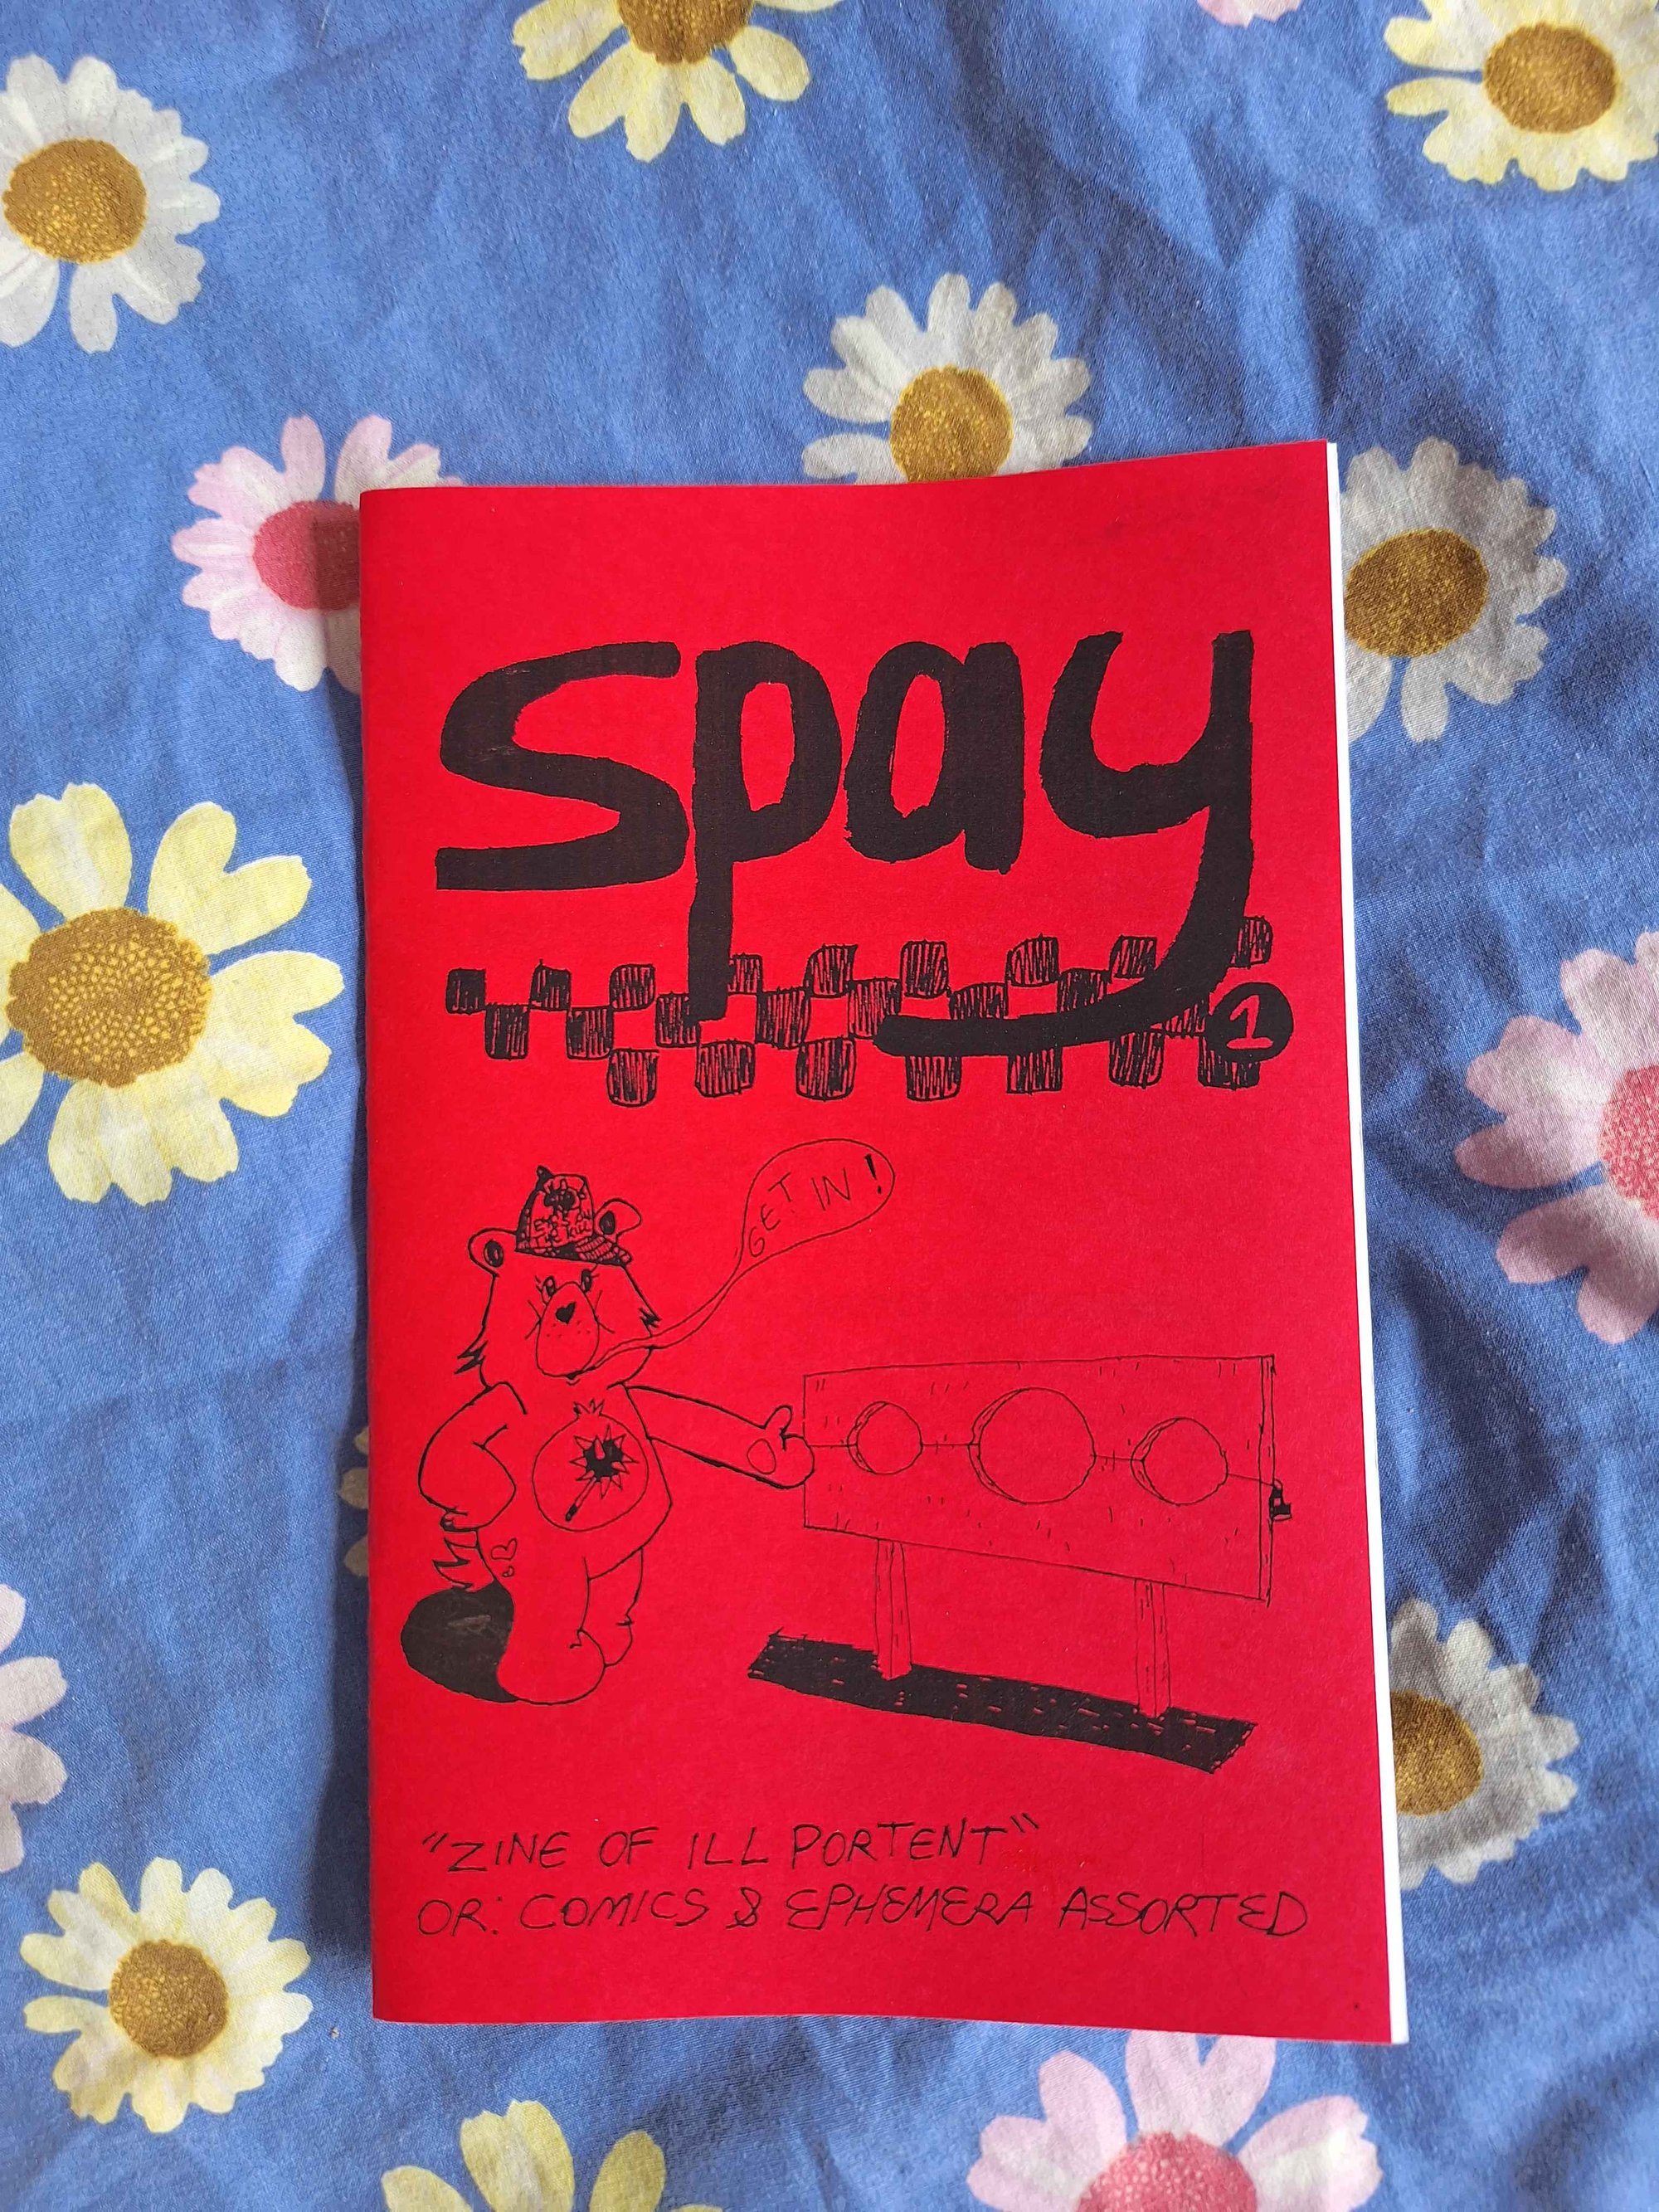 spay
1
GET IN!
"ZINE OF ILL PORTENT"
OR: COMICS & EPHEMERA ASSORTED